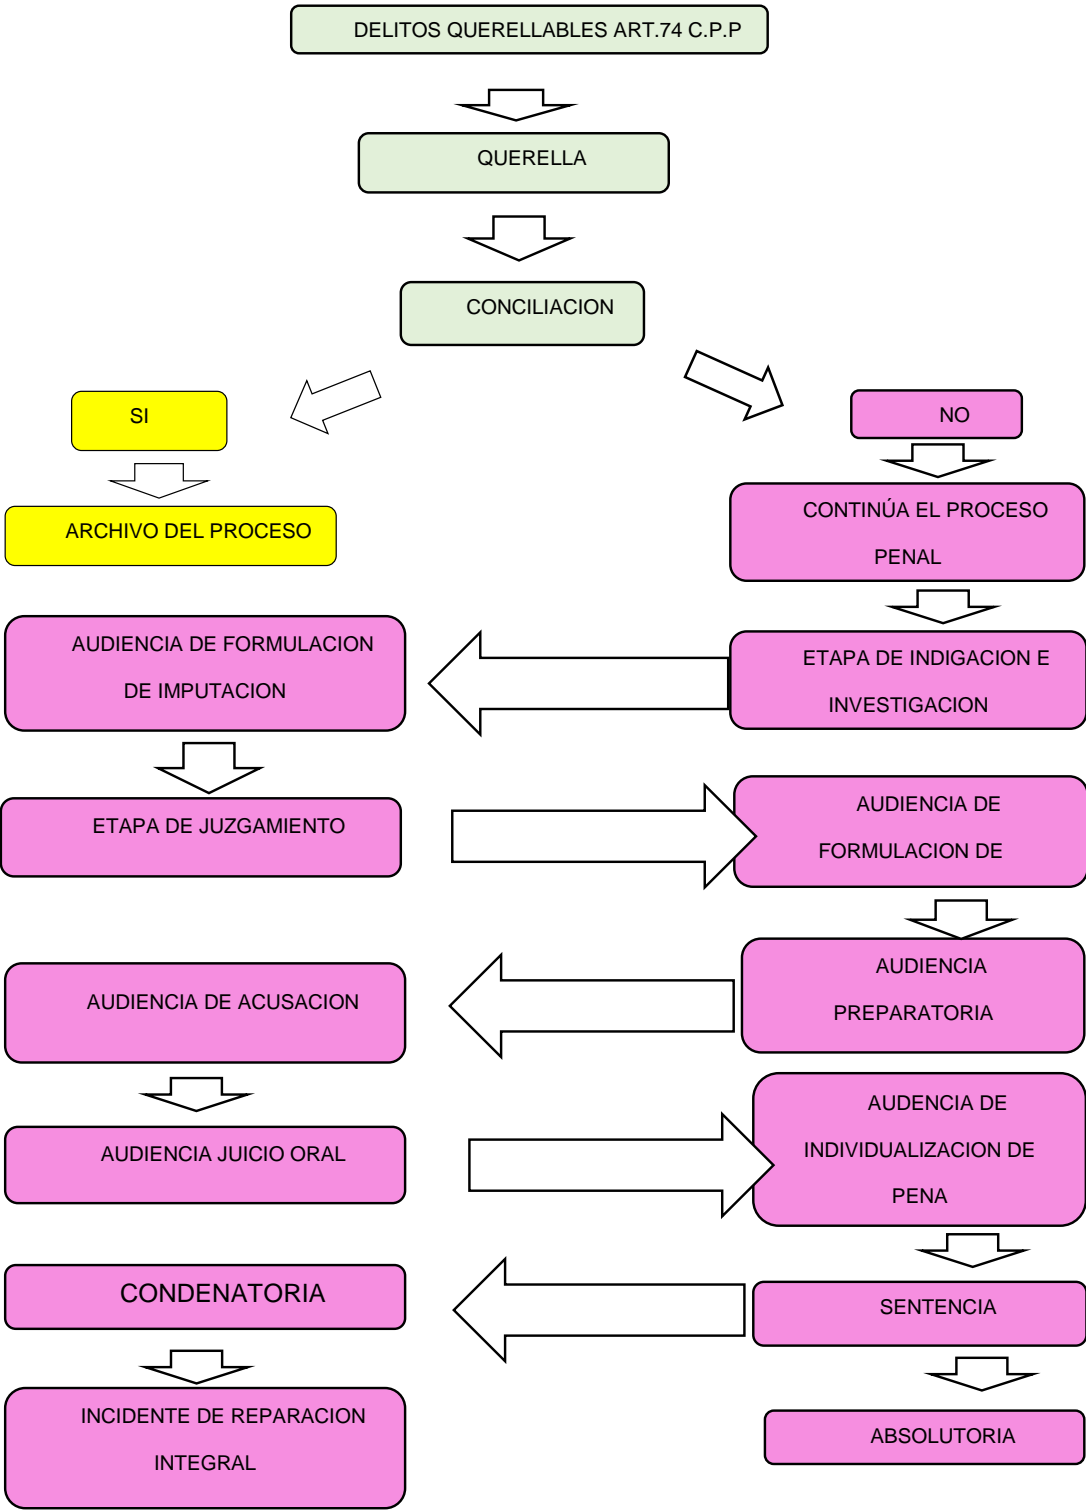 DELITOS QUERELLABLES ART.74 C.P.P
QUERELLA
CONCILIACION
SI
NO
ARCHIVO DEL PROCESO
CONTINÚA EL PROCESO
PENAL
AUDIENCIA DE FORMULACION
DE IMPUTACION
ETAPA DE INDIGACION E
INVESTIGACION
ETAPA DE JUZGAMIENTO
AUDIENCIA DE
FORMULACION DE
AUDIENCIA DE ACUSACION
AUDIENCIA
PREPARATORIA
AUDIENCIA JUICIO ORAL
AUDENCIA DE
INDIVIDUALIZACION DE
PENA
CONDENATORIA
SENTENCIA
INCIDENTE DE REPARACION
INTEGRAL
ABSOLUTORIA